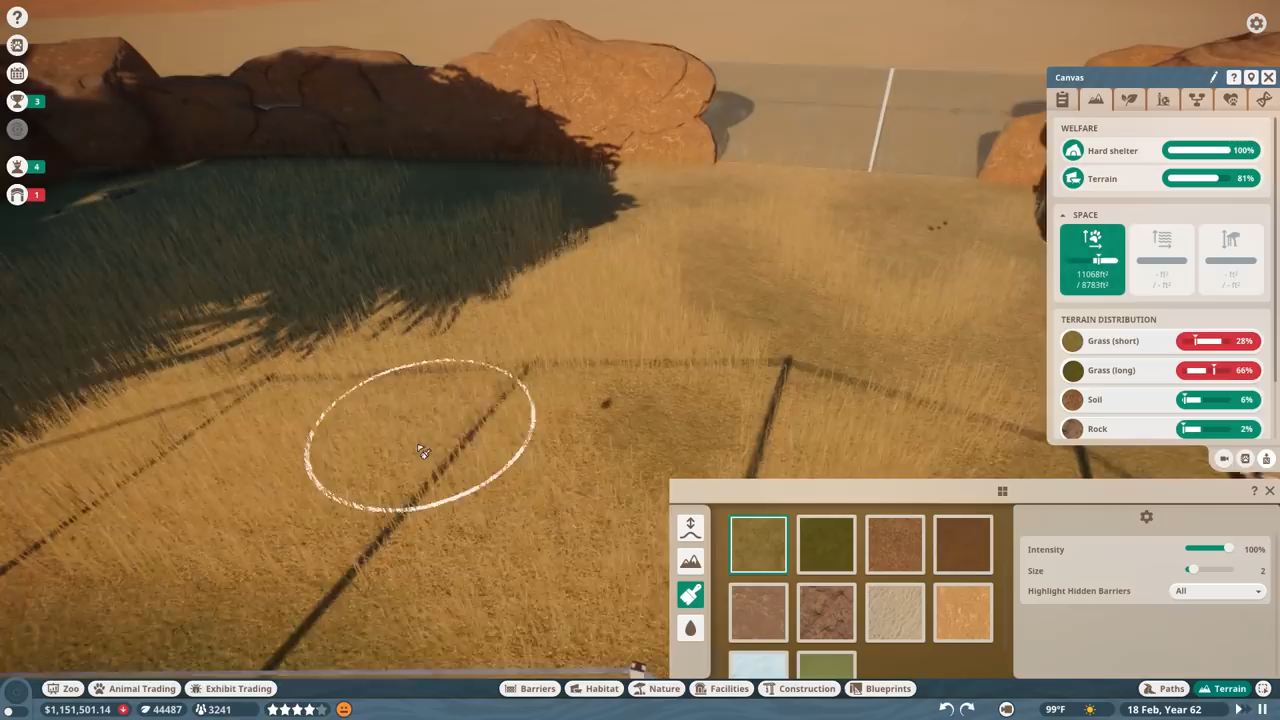 ?
Canvas
?
WELFARE
Hard shelter 100%
3
Terrain 81%
4
1
SPACE
11068ft² - ft² - ft²
/ 8783ft² / - ft² / - ft²
TERRAIN DISTRIBUTION
Grass (short) 28%
Grass (long) 66%
Soil 6%
Rock 2%
?
Intensity 100%
Size 2
Highlight Hidden Barriers All
Zoo Animal Trading Exhibit Trading Barriers Habitat Nature Facilities Construction Blueprints Paths Terrain
$1,151,501.14 44487 3241 99°F 18 Feb, Year 62